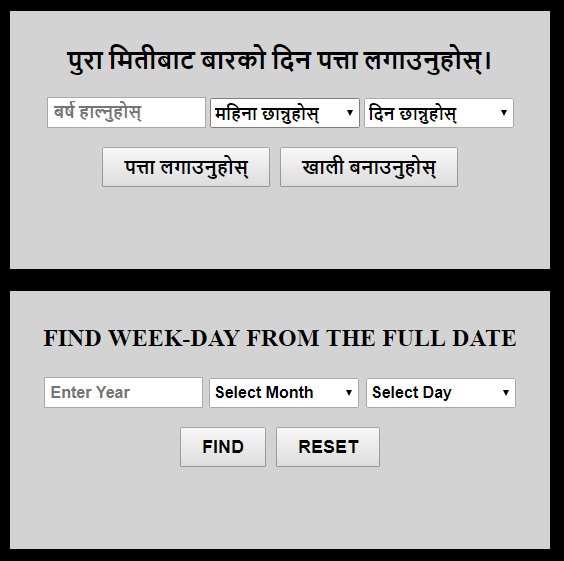 पुरा मितीबाट बारको दिन पत्ता लगाउनुहोस्।
बर्ष हाल्नुहोस् महिना छान्नुहोस् दिन छान्नुहोस्
पत्ता लगाउनुहोस् खाली बनाउनुहोस्
FIND WEEK-DAY FROM THE FULL DATE
Enter Year Select Month Select Day
FIND RESET